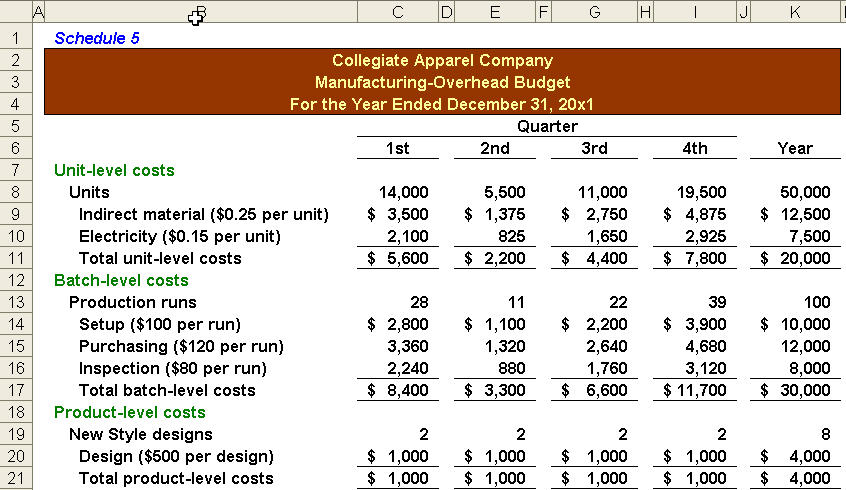 A B C D E F G H I J K
1 Schedule 5
2 Collegiate Apparel Company
3 Manufacturing-Overhead Budget
4 For the Year Ended December 31, 20x1
5 Quarter
6 1st 2nd 3rd 4th Year
7 Unit-level costs
8 Units 14,000 5,500 11,000 19,500 50,000
9 Indirect material ($0.25 per unit) $ 3,500 $ 1,375 $ 2,750 $ 4,875 $ 12,500
10 Electricity ($0.15 per unit) 2,100 825 1,650 2,925 7,500
11 Total unit-level costs $ 5,600 $ 2,200 $ 4,400 $ 7,800 $ 20,000
12 Batch-level costs
13 Production runs 28 11 22 39 100
14 Setup ($100 per run) $ 2,800 $ 1,100 $ 2,200 $ 3,900 $ 10,000
15 Purchasing ($120 per run) 3,360 1,320 2,640 4,680 12,000
16 Inspection ($80 per run) 2,240 880 1,760 3,120 8,000
17 Total batch-level costs $ 8,400 $ 3,300 $ 6,600 $ 11,700 $ 30,000
18 Product-level costs
19 New Style designs 2 2 2 2 8
20 Design ($500 per design) $ 1,000 $ 1,000 $ 1,000 $ 1,000 $ 4,000
21 Total product-level costs $ 1,000 $ 1,000 $ 1,000 $ 1,000 $ 4,000